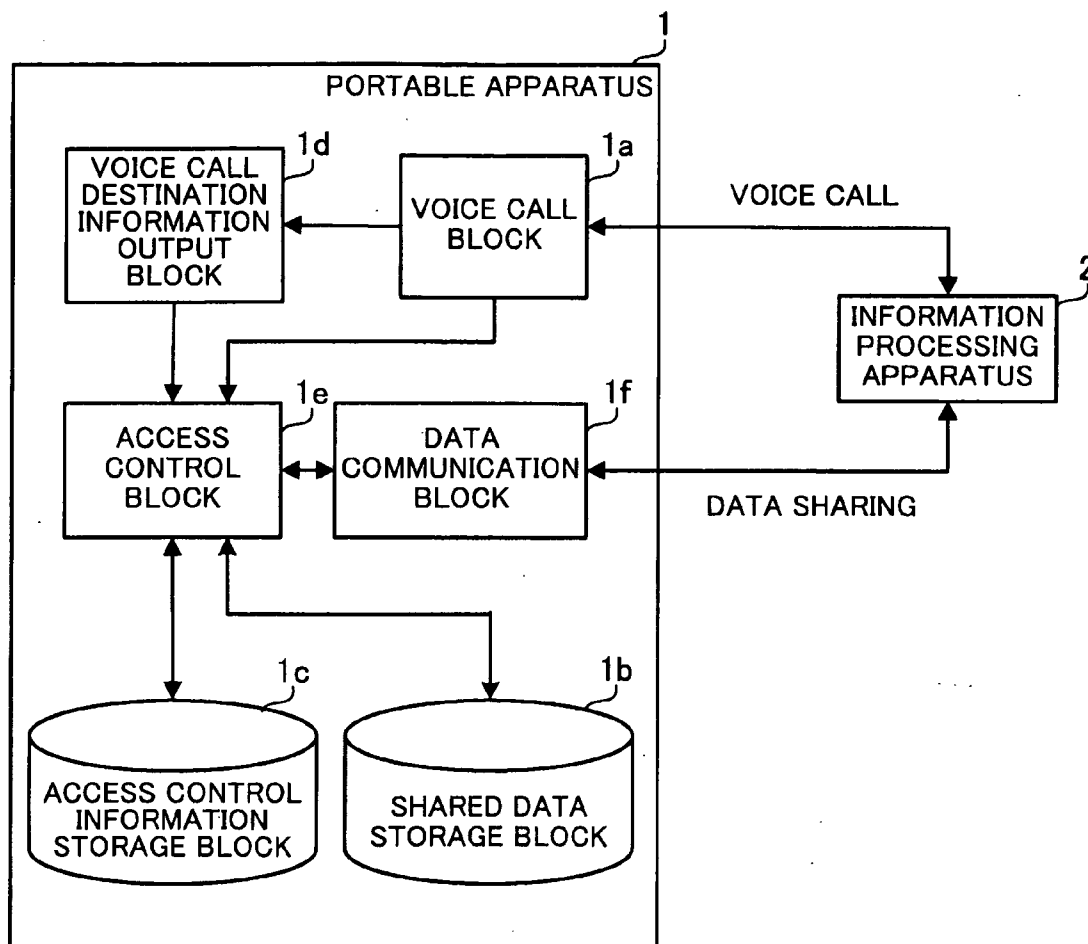 1
PORTABLE APPARATUS
1d
VOICE CALL
DESTINATION
INFORMATION
OUTPUT
BLOCK
1a
VOICE CALL
BLOCK
VOICE CALL
2
INFORMATION
PROCESSING
APPARATUS
1e
ACCESS
CONTROL
BLOCK
1f
DATA
COMMUNICATION
BLOCK
DATA SHARING
1c
ACCESS CONTROL
INFORMATION
STORAGE BLOCK
1b
SHARED DATA
STORAGE BLOCK